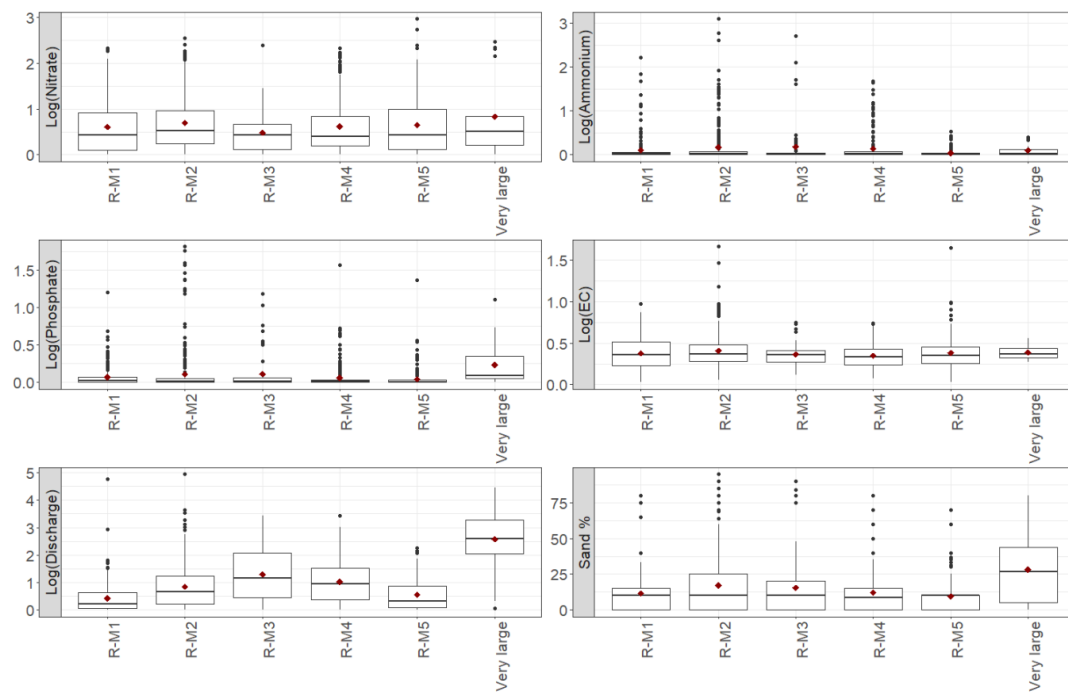 Log(Nitrate)
3
2
1
0
R-M1
R-M2
R-M3
R-M4
R-M5
Very large
Log(Ammonium)
3
2
1
0
R-M1
R-M2
R-M3
R-M4
R-M5
Very large
Log(Phosphate)
1.5
1.0
0.5
0.0
R-M1
R-M2
R-M3
R-M4
R-M5
Very large
Log(EC)
1.5
1.0
0.5
0.0
R-M1
R-M2
R-M3
R-M4
R-M5
Very large
Log(Discharge)
5
4
3
2
1
0
R-M1
R-M2
R-M3
R-M4
R-M5
Very large
Sand %
75
50
25
0
R-M1
R-M2
R-M3
R-M4
R-M5
Very large